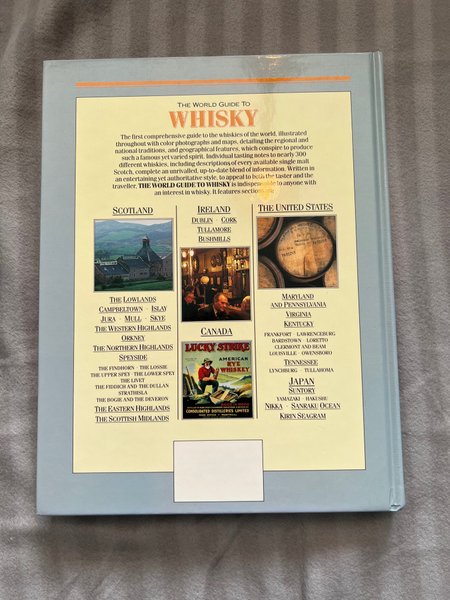 THE WORLD GUIDE TO
WHISKY
The first comprehensive guide to the whiskies of the world, illustrated
throughout with color photographs and maps, detailing the regional and
national traditions, and geographical features, which conspire to produce
such a famous yet varied spirit. Individual tasting notes to nearly 300
different whiskies, including descriptions of every available single malt
Scotch, complete an unrivalled, up-to-date blend of information. Written in
an entertaining yet authoritative style, to appeal to both the taster and the
traveller, THE WORLD GUIDE TO WHISKY is indispensable to anyone with
an interest in whisky. It features sections on:
SCOTLAND
THE LOWLANDS
CAMPBELTOWN · ISLAY
JURA · MULL · SKYE
THE WESTERN HIGHLANDS
ORKNEY
THE NORTHERN HIGHLANDS
SPEYSIDE
THE FINDHORN · THE LOSSIE
THE UPPER SPEY · THE LOWER SPEY
THE LIVET
THE FIDDICH AND THE DULLAN
STRATHISLA
THE BOGIE AND THE DEVERON
THE EASTERN HIGHLANDS
THE SCOTTISH MIDLANDS
IRELAND
DUBLIN · CORK
TULLAMORE
BUSHMILLS
CANADA
LUCKY STRIKE
AMERICAN
RYE
WHISKEY
CONSOLIDATED DISTILLERIES LIMITED
THE UNITED STATES
MARYLAND
AND PENNSYLVANIA
VIRGINIA
KENTUCKY
FRANKFORT · LAWRENCEBURG
BARDSTOWN · LORETTO
CLERMONT AND BEAM
LOUISVILLE · OWENSBORO
TENNESSEE
LYNCHBURG · TULLAHOMA
JAPAN
SUNTORY
YAMAZAKI · HAKUSHU
NIKKA · SANRAKU OCEAN
KIRIN SEAGRAM